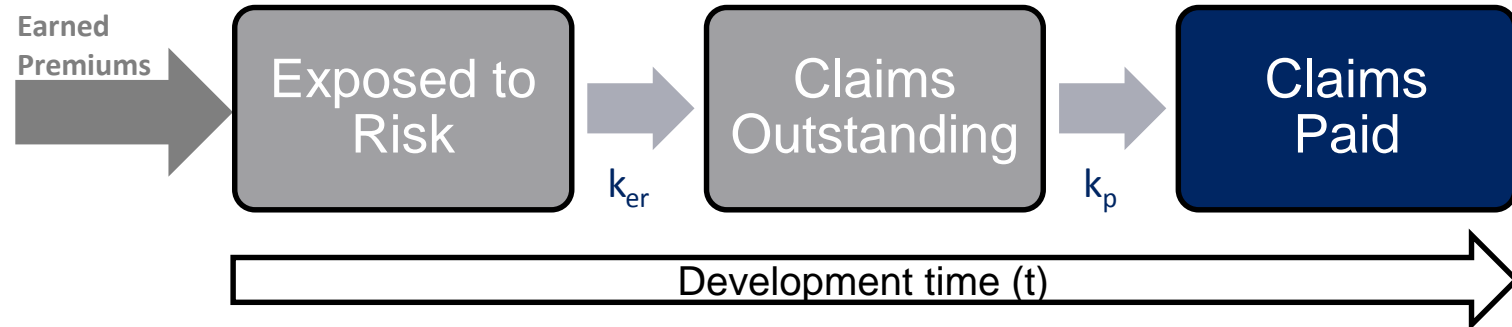 Earned
Premiums
Exposed to
Risk
k_er
Claims
Outstanding
k_p
Claims
Paid
Development time (t)